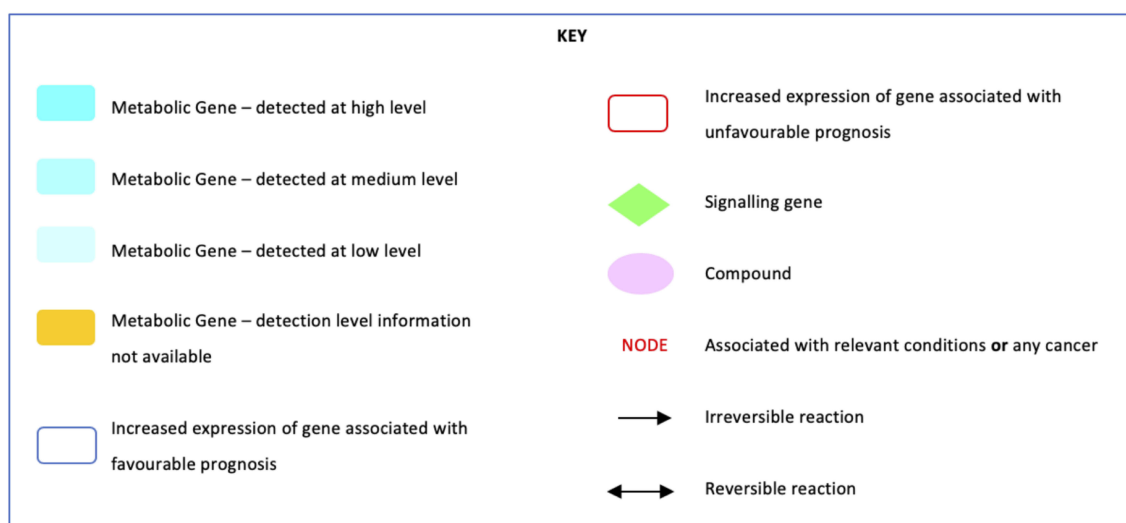 KEY
Metabolic Gene – detected at high level
Metabolic Gene – detected at medium level
Metabolic Gene – detected at low level
Metabolic Gene – detection level information
not available
Increased expression of gene associated with
favourable prognosis
Increased expression of gene associated with
unfavourable prognosis
Signalling gene
Compound
NODE Associated with relevant conditions or any cancer
Irreversible reaction
Reversible reaction